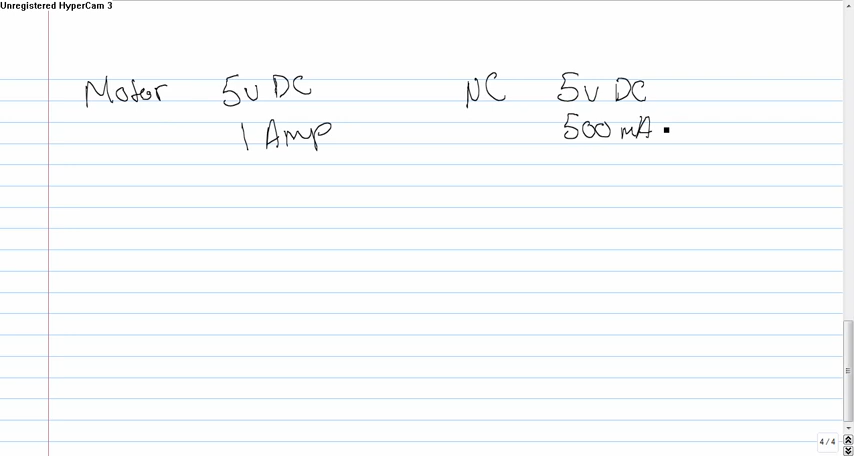 Unregistered HyperCam 3
Motor 5v DC NC 5v DC
1 Amp 500 mA
4/4